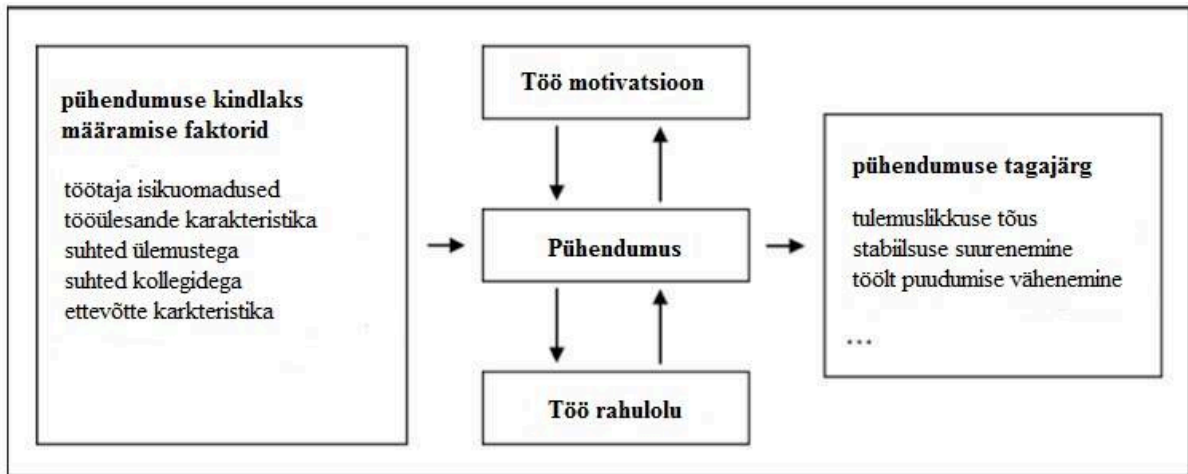 pühendumuse kindlaks
määramise faktorid
töötaja isikuomadused
tööülesande karakteristika
suhted ülemustega
suhted kollegidega
ettevõtte karkteristika
Töö motivatsioon
Pühendumus
Töö rahulolu
pühendumuse tagajärg
tulemuslikkuse tõus
stabiilsuse suurenemine
töölt puudumise vähenemine
...